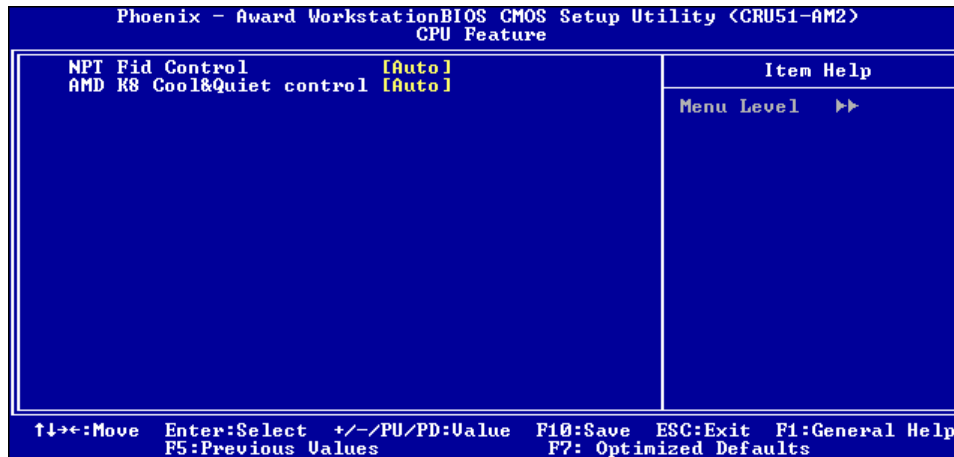 Phoenix - Award WorkstationBIOS CMOS Setup Utility (CRU51-AM2)
CPU Feature
NPT Fid Control [Auto]
AMD K8 Cool&Quiet control [Auto]
Item Help
Menu Level ▸▸
↑↓→←:Move Enter:Select +/-/PU/PD:Value F10:Save ESC:Exit F1:General Help
F5:Previous Values F7: Optimized Defaults